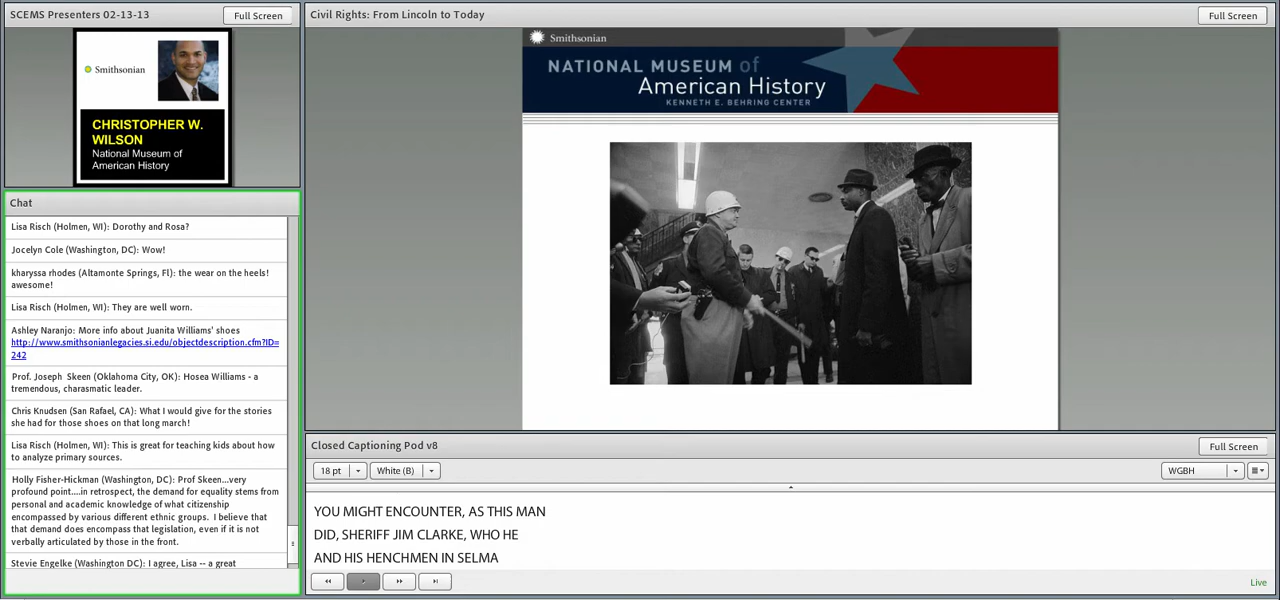 SCEMS Presenters 02-13-13
Full Screen
Smithsonian
CHRISTOPHER W.
WILSON
National Museum of
American History
Chat
Lisa Risch (Holmen, WI): Dorothy and Rosa?
Jocelyn Cole (Washington, DC): Wow!
kharyssa rhodes (Altamonte Springs, Fl): the wear on the heels!
awesome!
Lisa Risch (Holmen, WI): They are well worn.
Ashley Naranjo: More info about Juanita Williams' shoes
http://www.smithsonianlegacies.si.edu/objectdescription.cfm?ID=
242
Prof. Joseph Skeen (Oklahoma City, OK): Hosea Williams - a
tremendous, charasmatic leader.
Chris Knudsen (San Rafael, CA): What I would give for the stories
she had for those shoes on that long march!
Lisa Risch (Holmen, WI): This is great for teaching kids about how
to analyze primary sources.
Holly Fisher-Hickman (Washington, DC): Prof Skeen...very
profound point....in retrospect, the demand for equality stems from
personal and academic knowledge of what citizenship
encompassed by various different ethnic groups. I believe that
that demand does encompass that legislation, even if it is not
verbally articulated by those in the front.
Stevie Engelke (Washington DC): I agree, Lisa -- a great
Civil Rights: From Lincoln to Today
Full Screen
Smithsonian
NATIONAL MUSEUM of
American History
KENNETH E. BEHRING CENTER
Closed Captioning Pod v8
Full Screen
18 pt
White (B)
WGBH
YOU MIGHT ENCOUNTER, AS THIS MAN
DID, SHERIFF JIM CLARKE, WHO HE
AND HIS HENCHMEN IN SELMA
Live